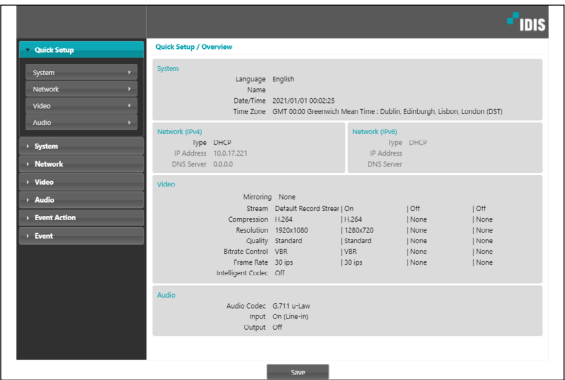 IDIS
Quick Setup
System
Network
Video
Audio
System
Network
Video
Audio
Event Action
Event
Quick Setup / Overview
System
Language English
Name
Date/Time 2021/01/01 00:02:25
Time Zone GMT 00:00 Greenwich Mean Time : Dublin, Edinburgh, Lisbon, London (DST)
Network (IPv4)
Type DHCP
IP Address 10.0.17.221
DNS Server 0.0.0.0
Network (IPv6)
Type DHCP
IP Address
DNS Server
Video
Mirroring None
Stream Default Record Strear | On | Off | Off
Compression H.264 | H.264 | None | None
Resolution 1920x1080 | 1280x720 | None | None
Quality Standard | Standard | None | None
Bitrate Control VBR | VBR | None | None
Frame Rate 30 ips | 30 ips | None | None
Intelligent Codec Off
Audio
Audio Codec G.711 u-Law
Input On (Line-in)
Output Off
Save